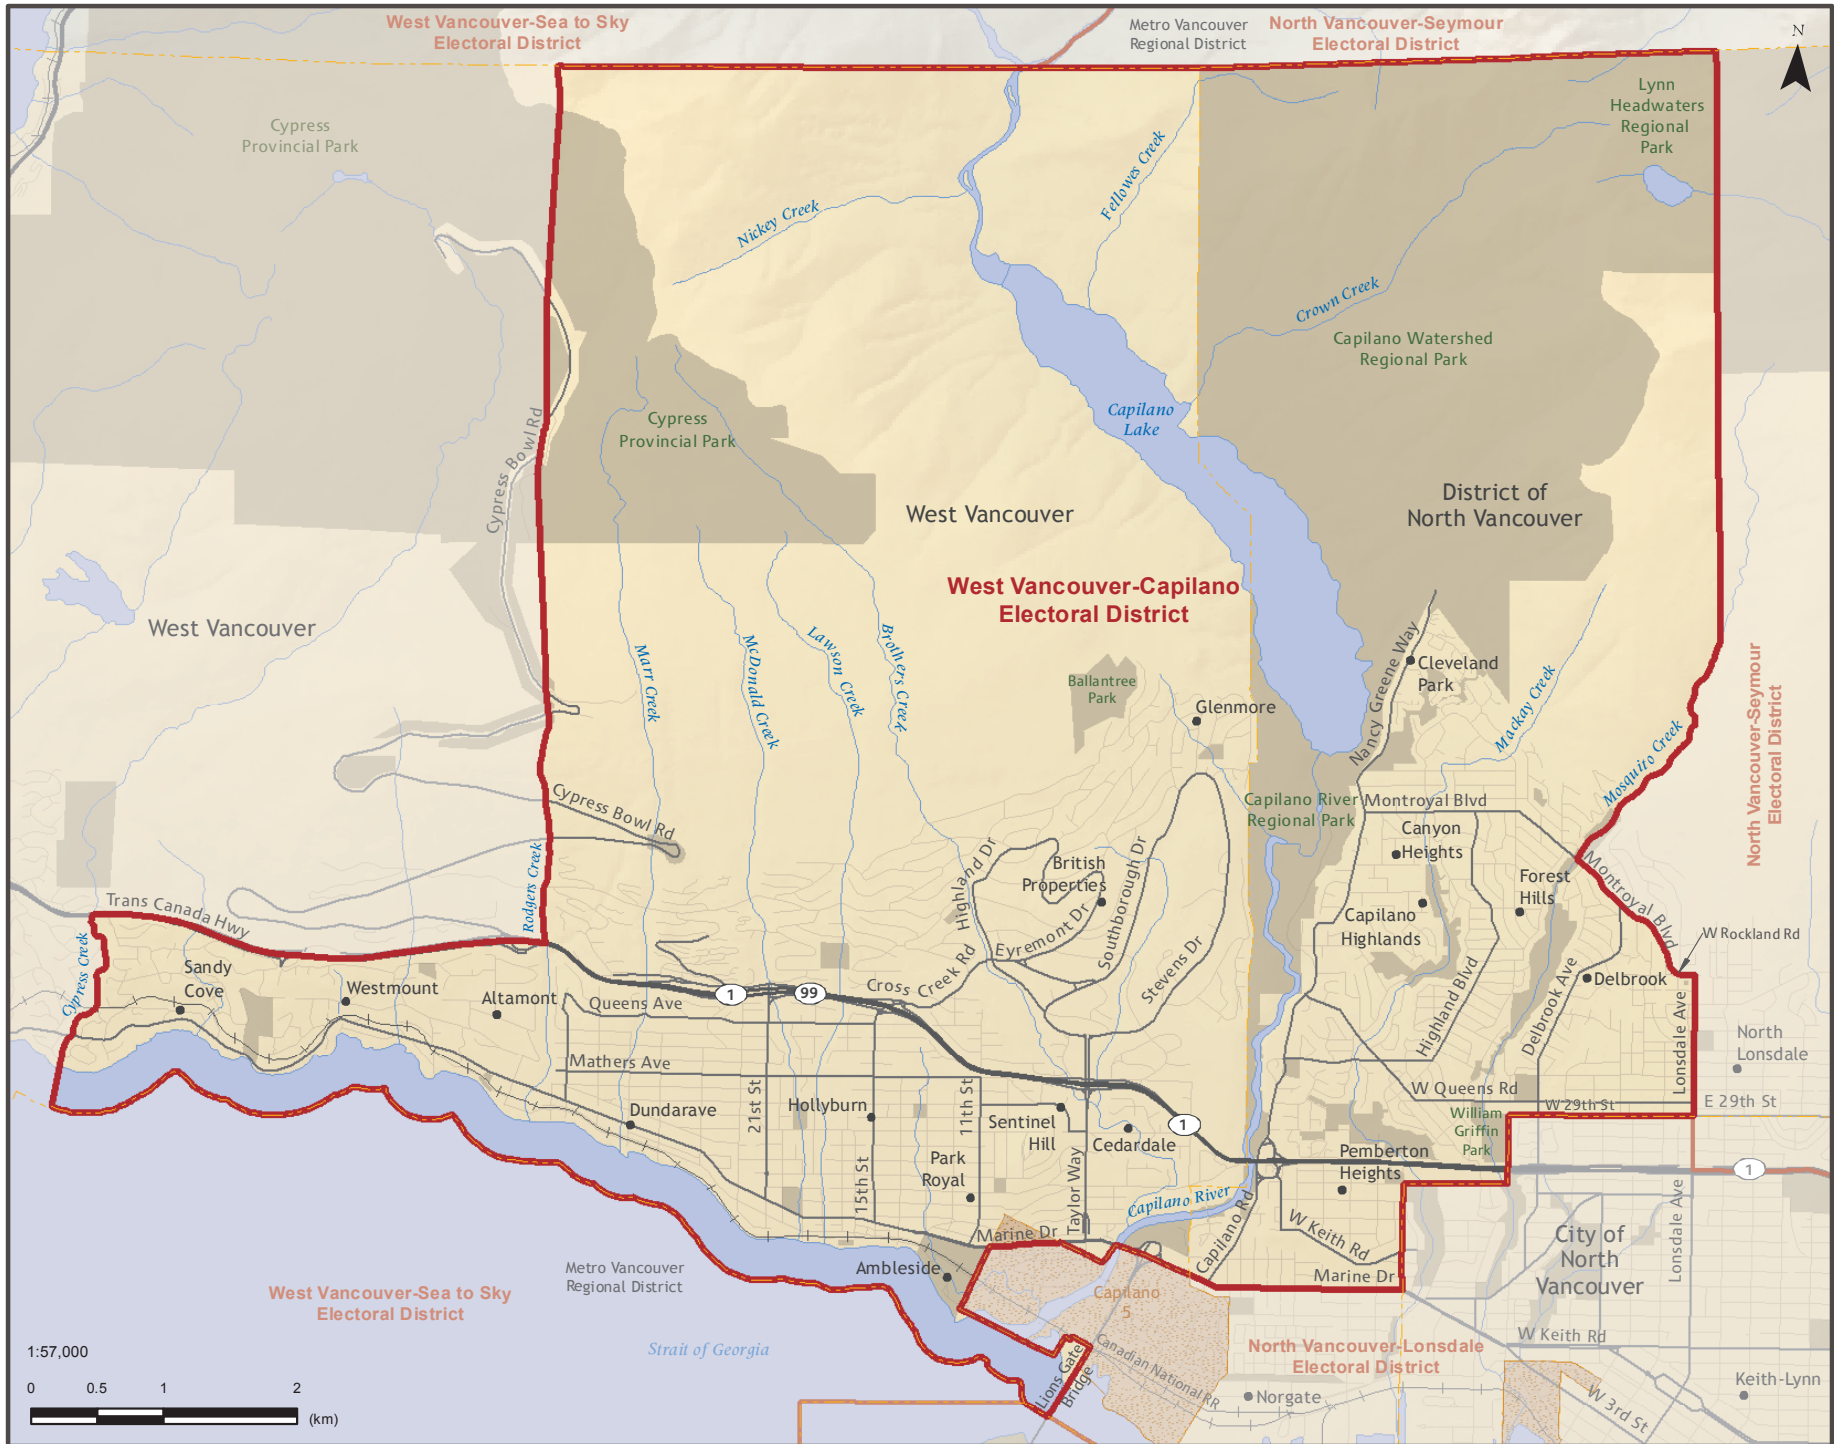 West Vancouver-Sea to Sky
Electoral District
Metro Vancouver
Regional District
North Vancouver-Seymour
Electoral District
N
Lynn
Headwaters
Regional
Park
Cypress
Provincial Park
Nickey Creek
Fellowes Creek
Crown Creek
Capilano Watershed
Regional Park
Cypress
Provincial Park
Capilano
Lake
Cypress Bowl Rd
West Vancouver
District of
North Vancouver
West Vancouver-Capilano
Electoral District
West Vancouver
Marr Creek
McDonald Creek
Lawson Creek
Brothers Creek
Ballantree
Park
Glenmore
Nancy Greene Way
Cleveland
Park
Mackay Creek
Mosquiro Creek
North Vancouver-Seymour
Electoral District
Cypress Bowl Rd
Capilano River
Regional Park
Montroyal Blvd
Canyon
Heights
Rodgers Creek
Highland Dr
British
Properties
Southborough Dr
Forest
Hills
Montroyal Blvd
Trans Canada Hwy
Capilano
Highlands
Eyremont Dr
W Rockland Rd
Cypress Creek
Sandy
Cove
Westmount
Altamont
Queens Ave
1
99
Cross Creek Rd
Stevens Dr
Highland Blvd
Delbrook Ave
Delbrook
Lonsdale Ave
North
Lonsdale
Mathers Ave
21st St
Hollyburn
11th St
Sentinel
Hill
Cedardale
1
W Queens Rd
W 29th St
E 29th St
William
Griffin
Park
Dundarave
Park
Royal
15th St
Taylor Way
Pemberton
Heights
1
Capilano River
Capilano Rd
W Keith Rd
Marine Dr
Marine Dr
Lonsdale Ave
City of
North
Vancouver
Ambleside
Metro Vancouver
Regional District
West Vancouver-Sea to Sky
Electoral District
Capilano
5
Strait of Georgia
Lions Gate
Bridge
Canadian National RR
North Vancouver-Lonsdale
Electoral District
W Keith Rd
Norgate
W 3rd St
Keith-Lynn
1:57,000
0 0.5 1 2
(km)